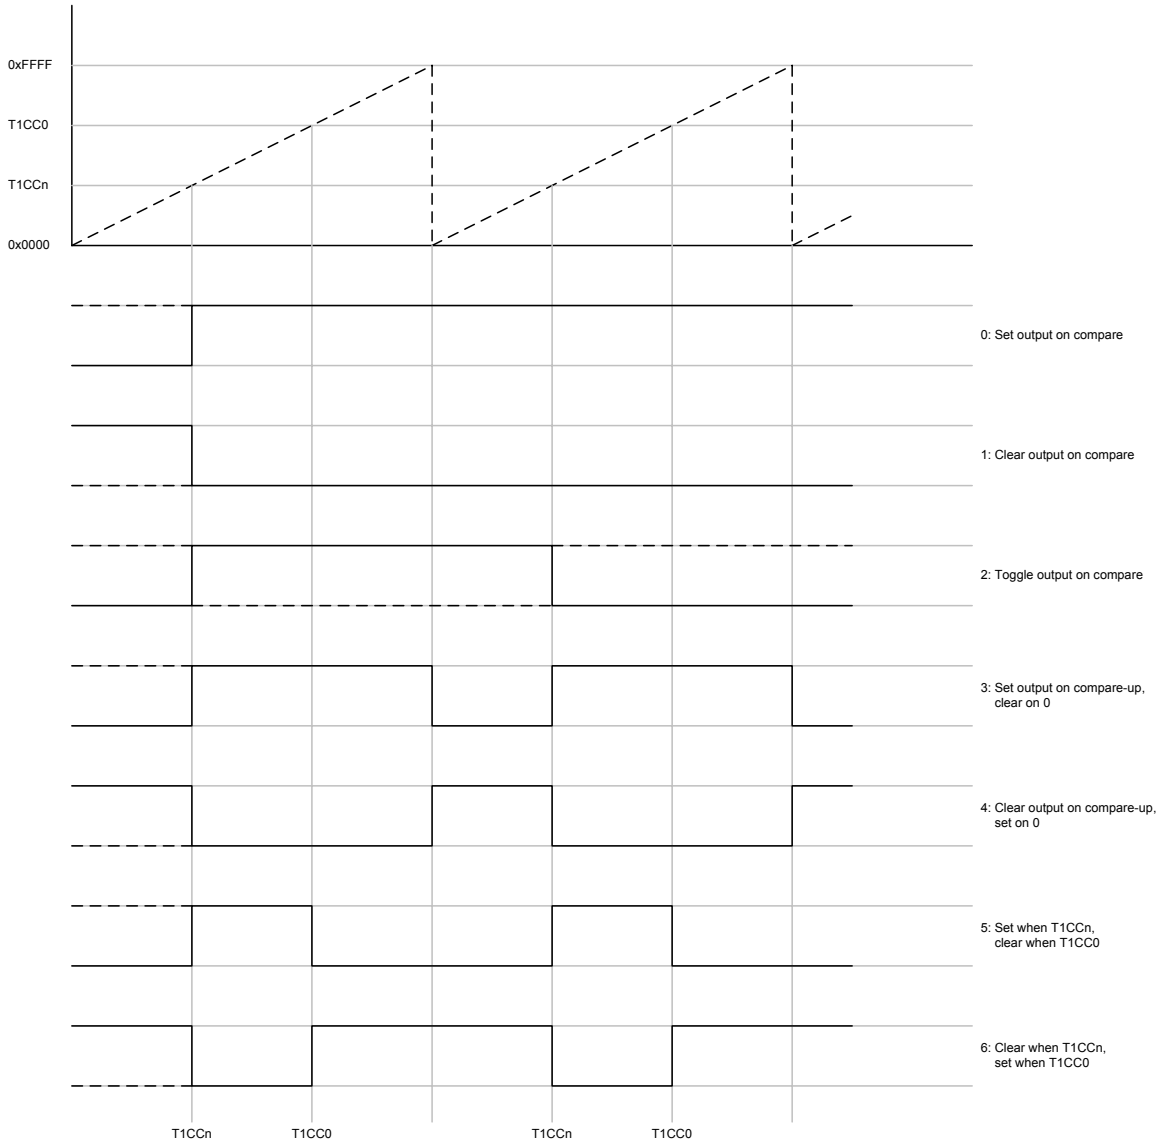 0xFFFF
T1CC0
T1CCn
0x0000
0: Set output on compare
1: Clear output on compare
2: Toggle output on compare
3: Set output on compare-up,
clear on 0
4: Clear output on compare-up,
set on 0
5: Set when T1CCn,
clear when T1CC0
6: Clear when T1CCn,
set when T1CC0
T1CCn T1CC0 T1CCn T1CC0